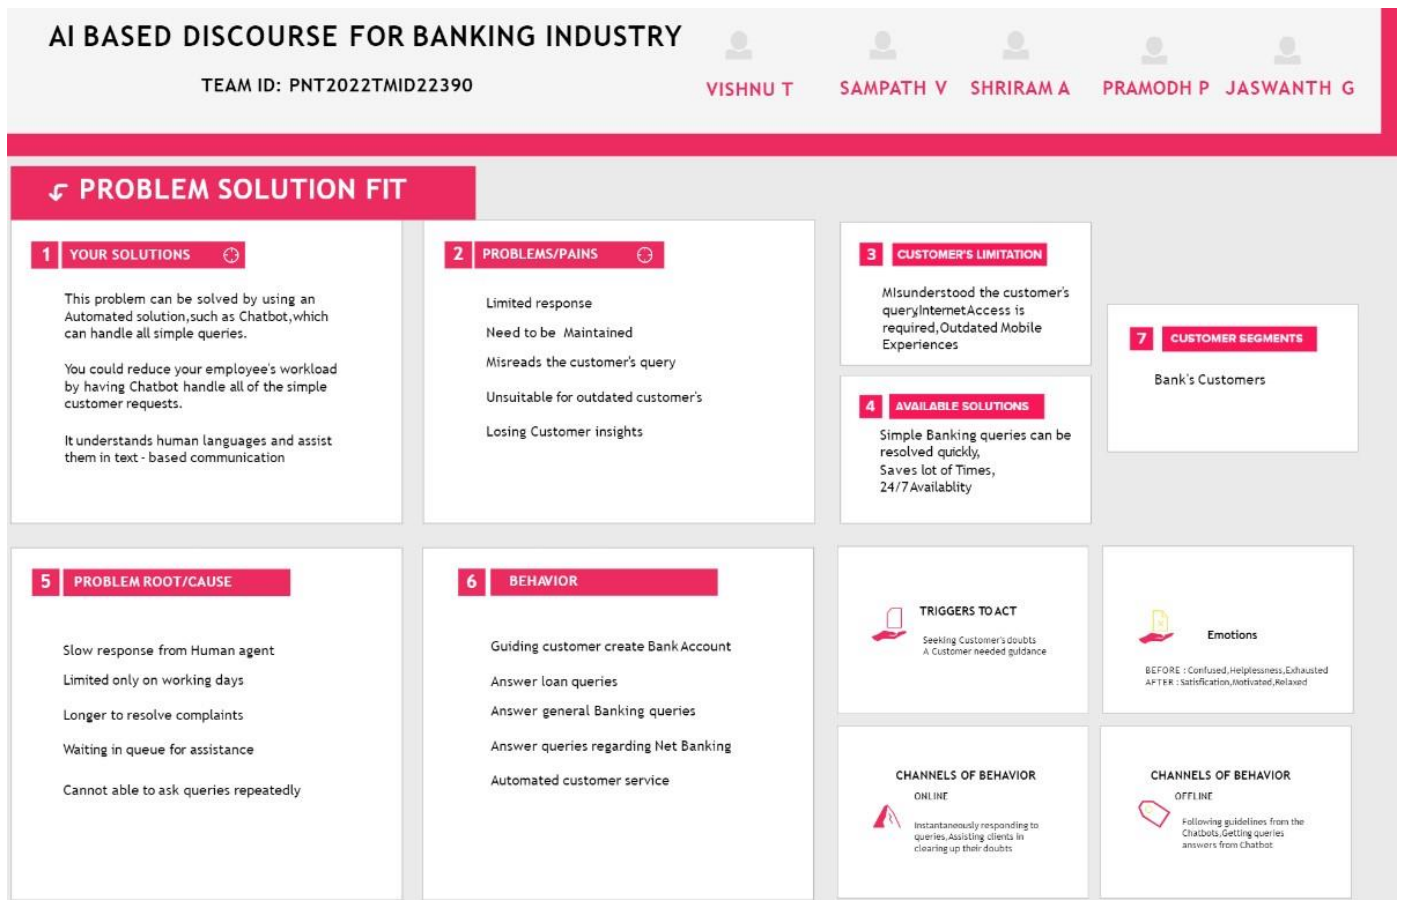 AI BASED DISCOURSE FOR BANKING INDUSTRY
TEAM ID: PNT2022TMID22390
VISHNU T
SAMPATH V
SHRIRAM A
PRAMODH P
JASWANTH G
PROBLEM SOLUTION FIT
1 YOUR SOLUTIONS
This problem can be solved by using an
Automated solution,such as Chatbot,which
can handle all simple queries.
You could reduce your employee's workload
by having Chatbot handle all of the simple
customer requests.
It understands human languages and assist
them in text - based communication
2 PROBLEMS/PAINS
Limited response
Need to be Maintained
Misreads the customer's query
Unsuitable for outdated customer's
Losing Customer insights
3 CUSTOMER'S LIMITATION
MIsunderstood the customer's
query,InternetAccess is
required,Outdated Mobile
Experiences
4 AVAILABLE SOLUTIONS
Simple Banking queries can be
resolved quickly,
Saves lot of Times,
24/7 Availablity
7 CUSTOMER SEGMENTS
Bank's Customers
5 PROBLEM ROOT/CAUSE
Slow response from Human agent
Limited only on working days
Longer to resolve complaints
Waiting in queue for assistance
Cannot able to ask queries repeatedly
6 BEHAVIOR
Guiding customer create Bank Account
Answer loan queries
Answer general Banking queries
Answer queries regarding Net Banking
Automated customer service
TRIGGERS TO ACT
Seeking Customer's doubts
A Customer needed guidance
Emotions
BEFORE : Confused,Helplessness,Exhausted
AFTER : Satisfication,Motivated,Relaxed
CHANNELS OF BEHAVIOR
ONLINE
Instantaneously responding to
queries,Assisting clients in
clearing up their doubts
CHANNELS OF BEHAVIOR
OFFLINE
Following guidelines from the
Chatbots,Getting queries
answers from Chatbot